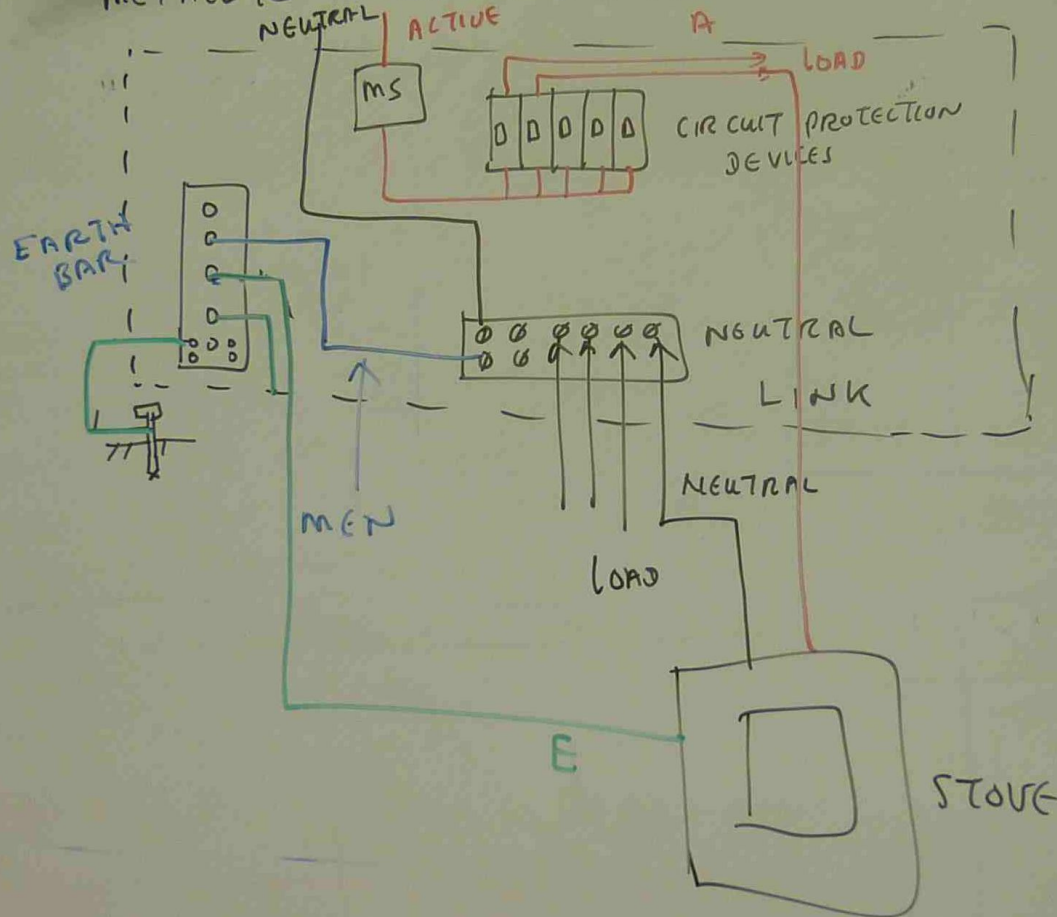 NEUTRAL
ACTIVE
A
LOAD
MS
CIRCUIT PROTECTION
DEVICES
EARTH
BAR
NEUTRAL
LINK
MEN
NEUTRAL
LOAD
E
STOVE